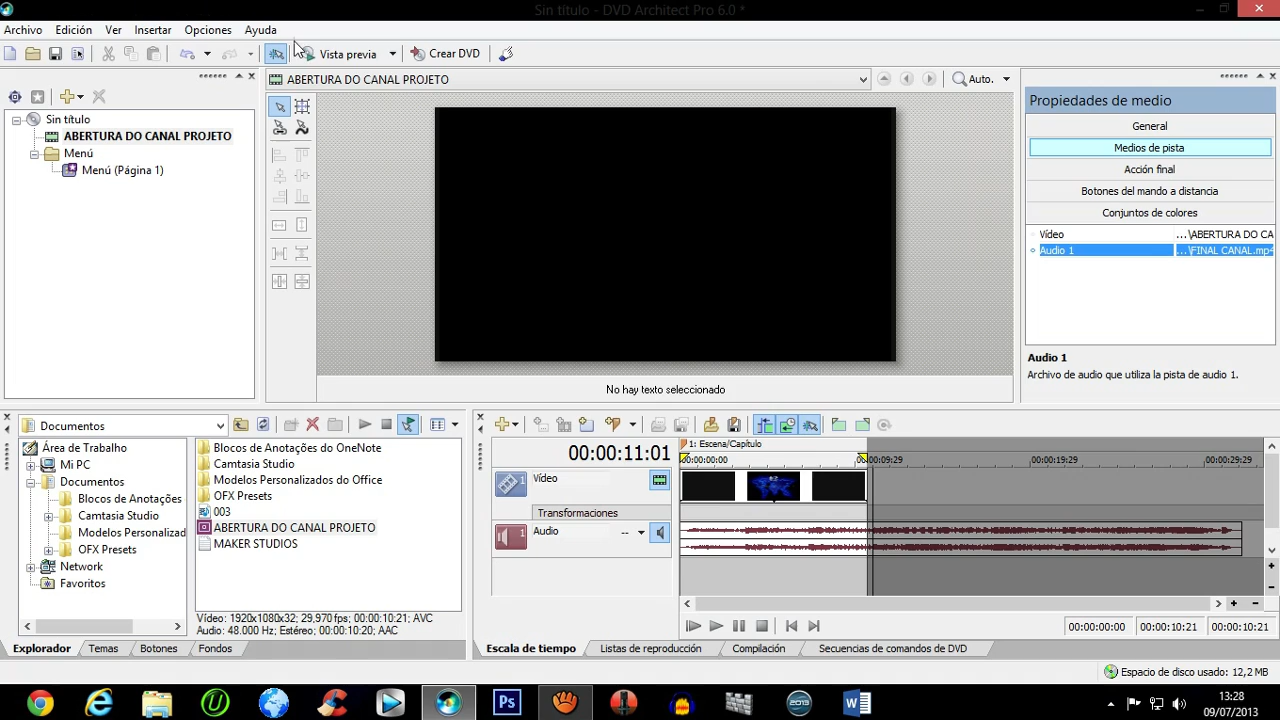 Sin título - DVD Architect Pro 6.0 *
Archivo Edición Ver Insertar Opciones Ayuda
Vista previa Crear DVD
ABERTURA DO CANAL PROJETO
Auto.
Sin título
ABERTURA DO CANAL PROJETO
Menú
Menú (Página 1)
No hay texto seleccionado
Propiedades de medio
General
Medios de pista
Acción final
Botones del mando a distancia
Conjuntos de colores
Vídeo ...\ABERTURA DO CA
Audio 1 ...\FINAL CANAL.mp4
Audio 1
Archivo de audio que utiliza la pista de audio 1.
Documentos
Área de Trabalho
Mi PC
Documentos
Blocos de Anotações
Camtasia Studio
Modelos Personalizad
OFX Presets
Network
Favoritos
Blocos de Anotações do OneNote
Camtasia Studio
Modelos Personalizados do Office
OFX Presets
003
ABERTURA DO CANAL PROJETO
MAKER STUDIOS
Vídeo: 1920x1080x32; 29,970 fps; 00:00:10:21; AVC
Audio: 48.000 Hz; Estéreo; 00:00:10:20; AAC
Explorador Temas Botones Fondos
00:00:11:01
1: Escena/Capítulo
00:00:00:00 00:00:09:29 00:00:19:29 00:00:29:29
1 Vídeo
Transformaciones
1 Audio --
00:00:00:00 00:00:10:21 00:00:10:21
Escala de tiempo Listas de reproducción Compilación Secuencias de comandos de DVD
Espacio de disco usado: 12,2 MB
Ps 2013
13:28
09/07/2013